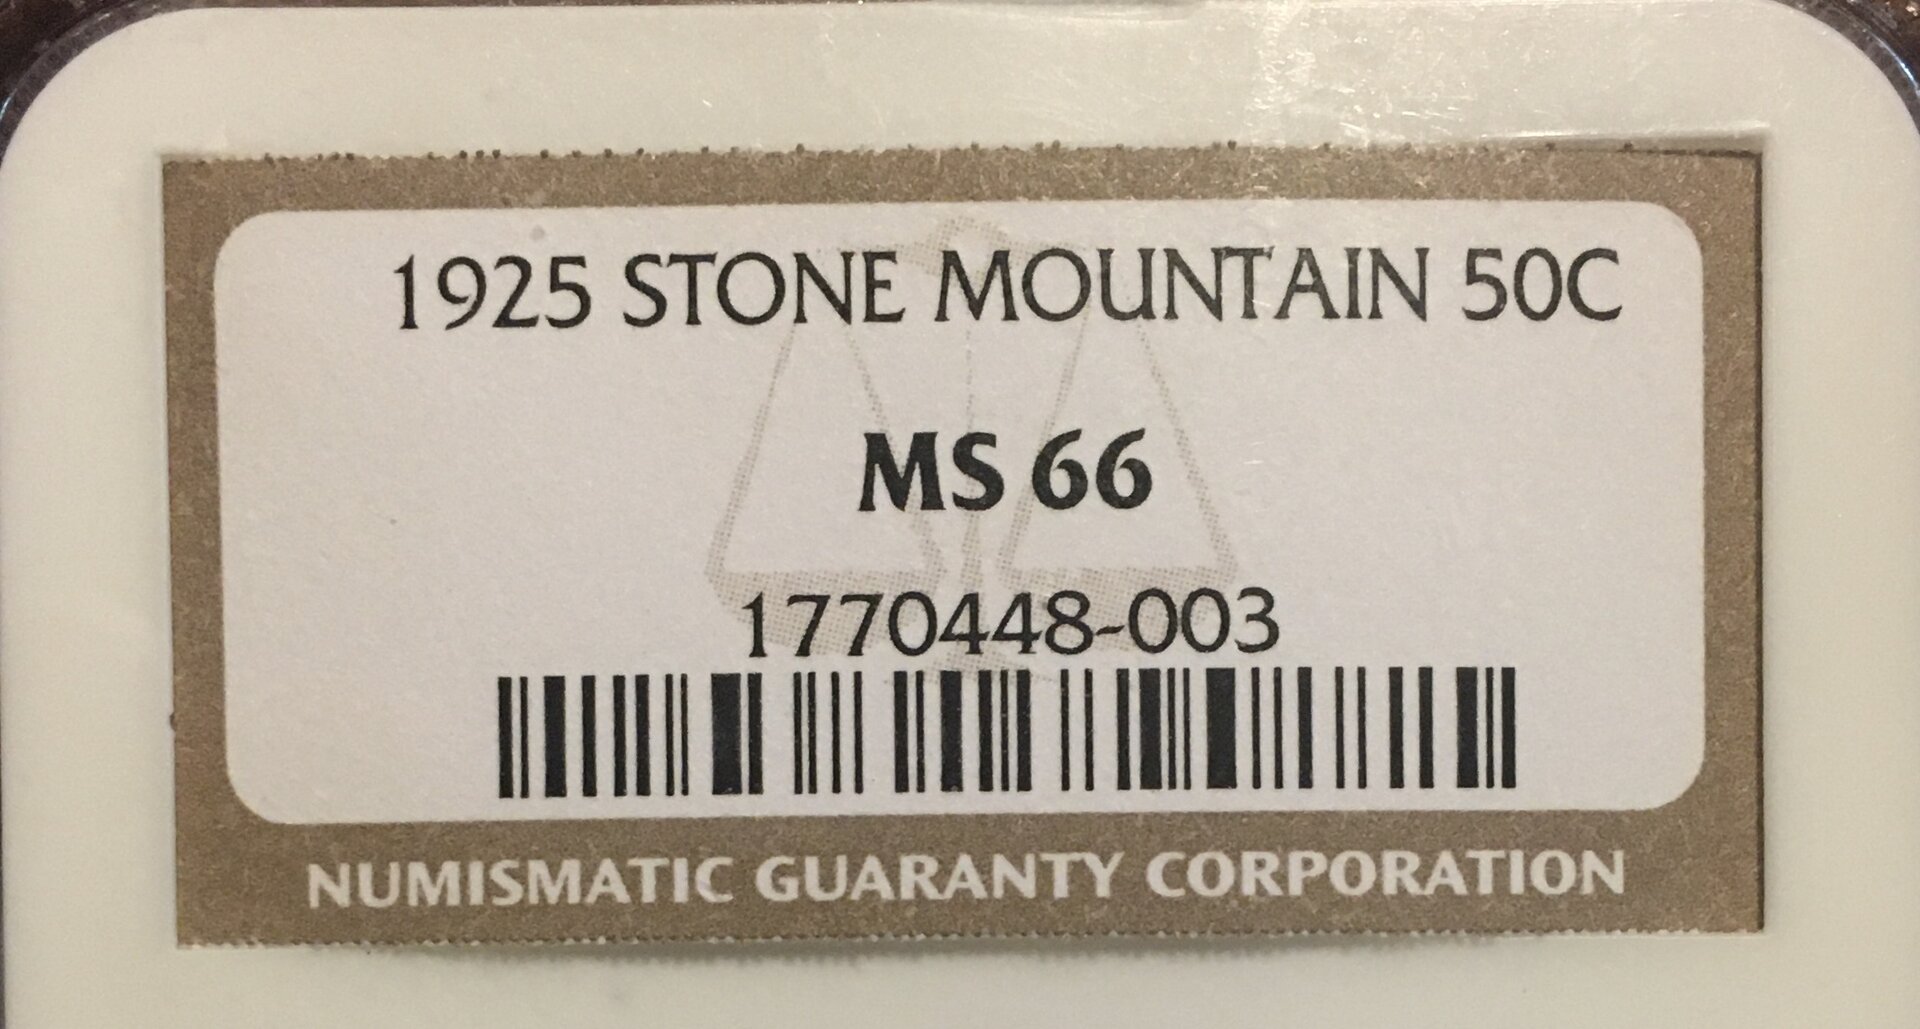 1925 STONE MOUNTAIN 50C
MS 66
1770448-003
NUMISMATIC GUARANTY CORPORATION